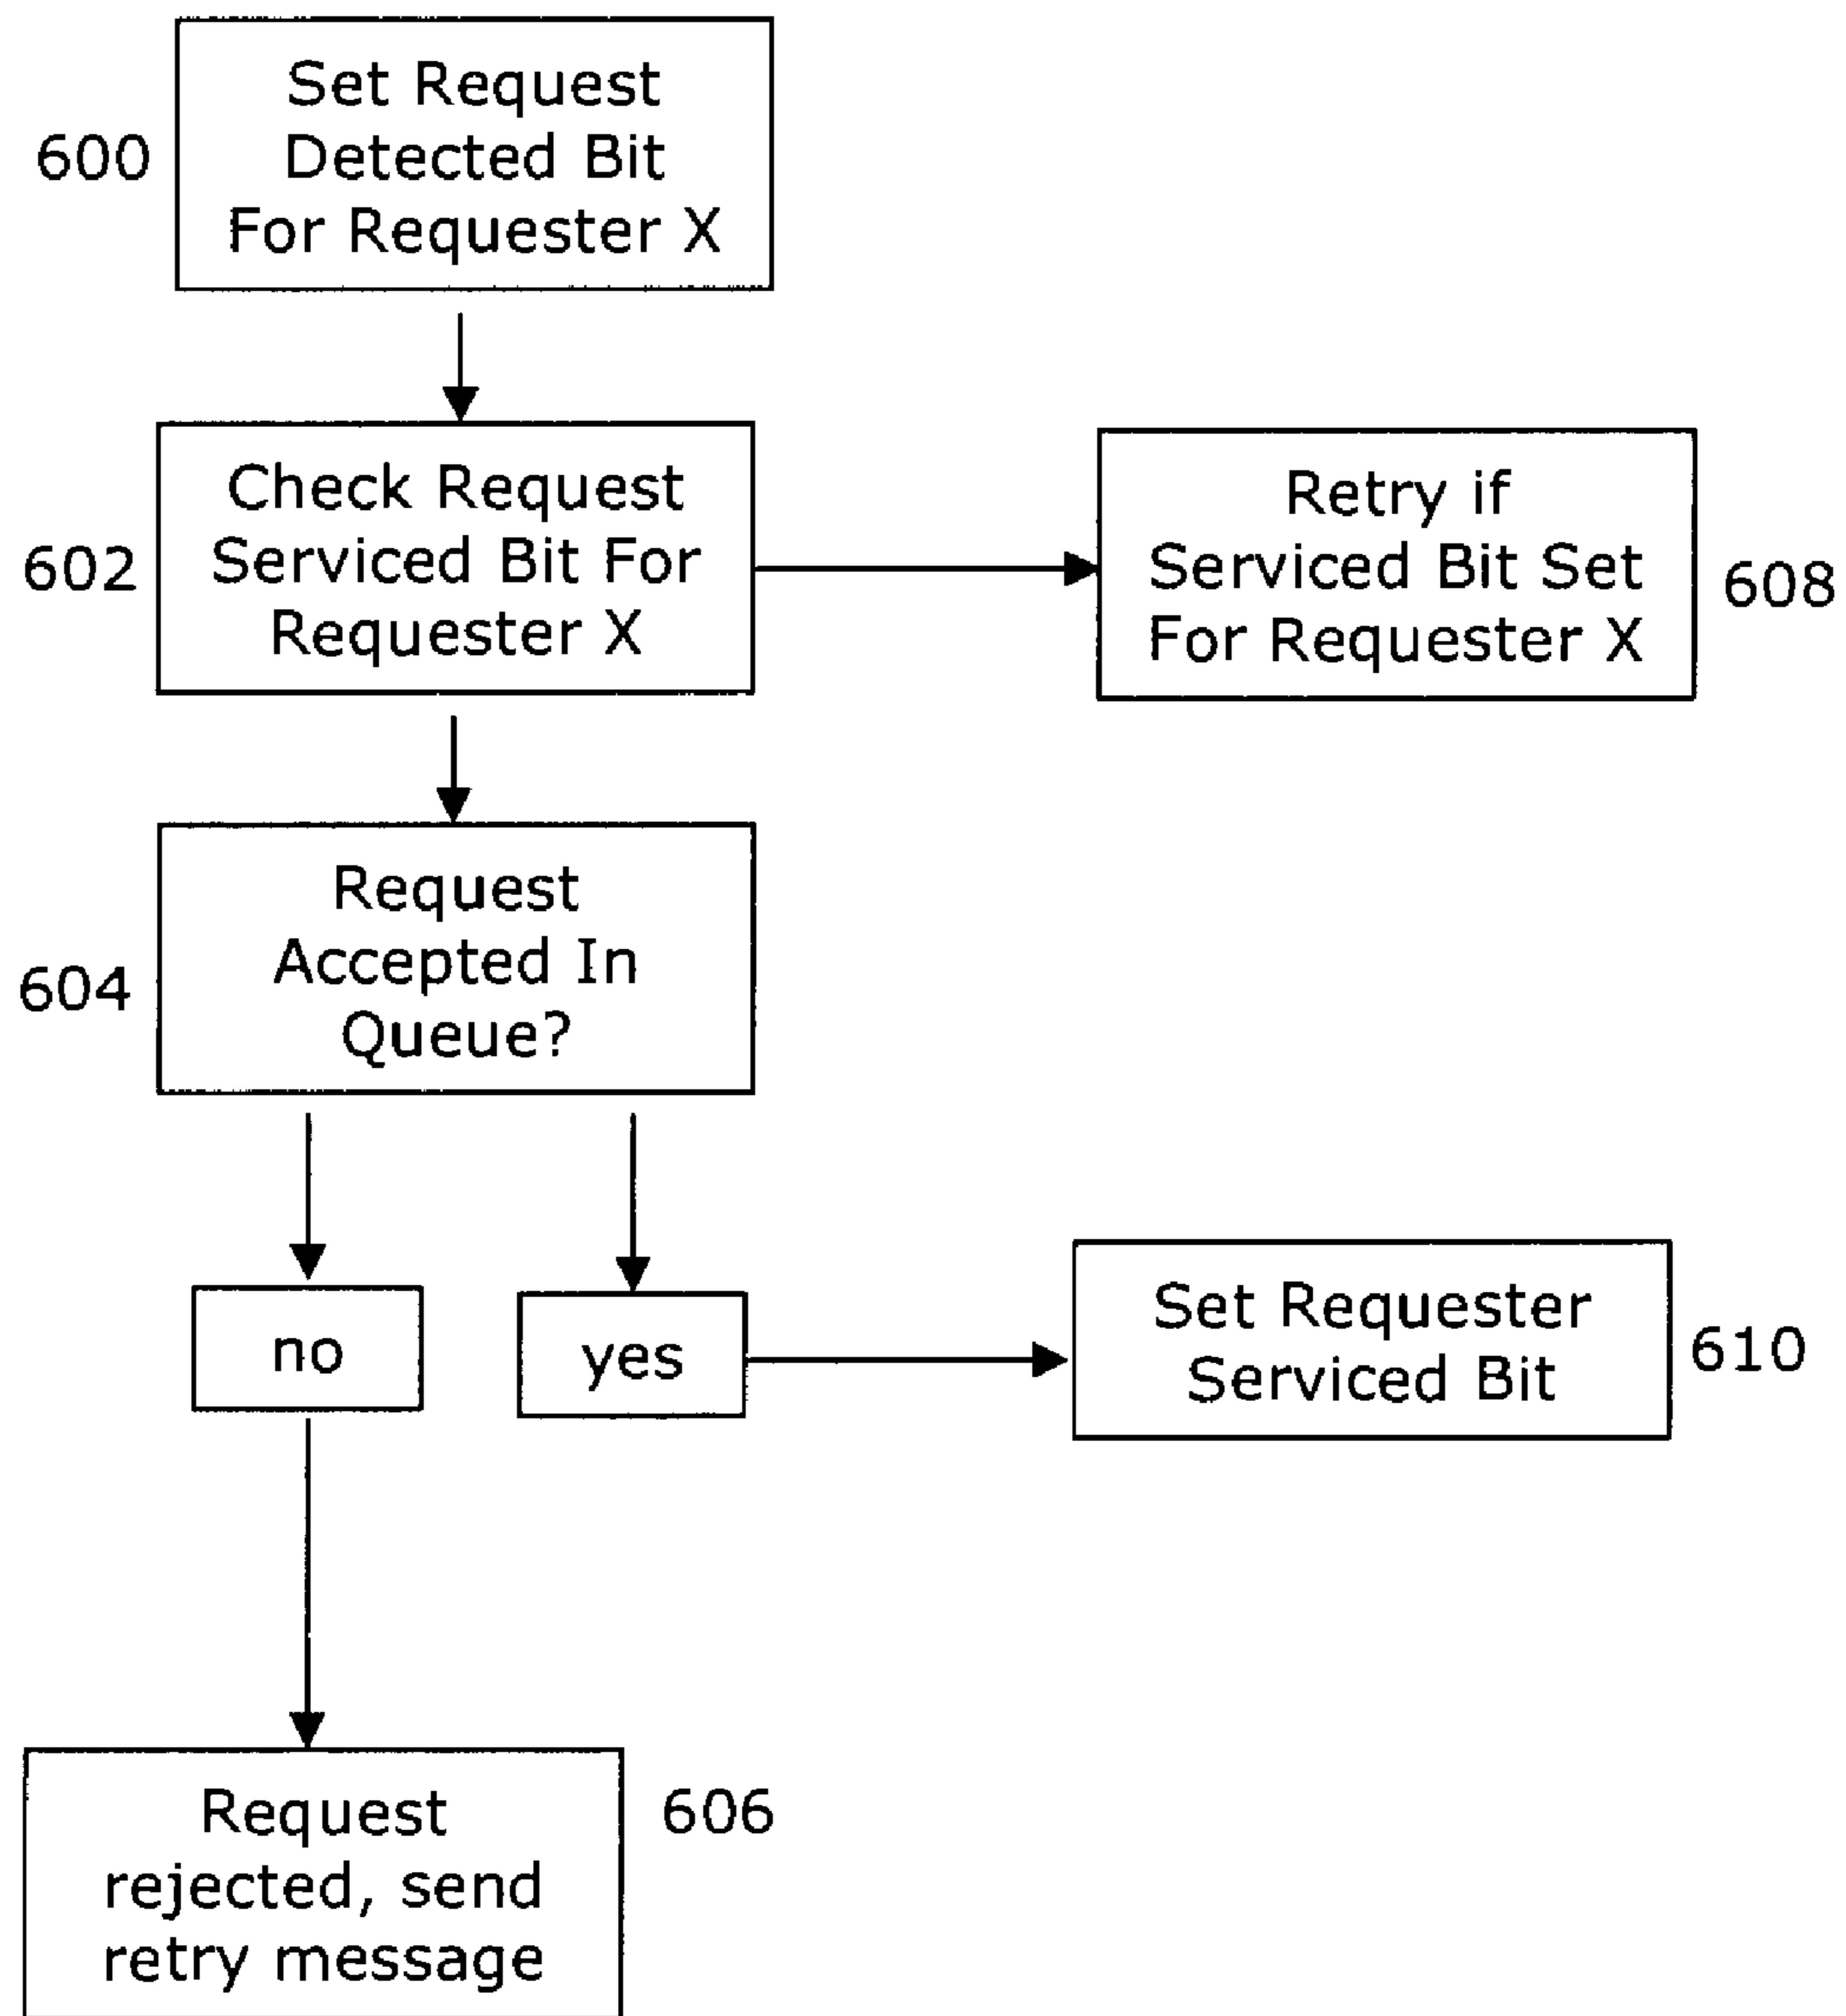 600
Set Request
Detected Bit
For Requester X
602
Check Request
Serviced Bit For
Requester X
Retry if
Serviced Bit Set
For Requester X
608
604
Request
Accepted In
Queue?
no
yes
Set Requester
Serviced Bit
610
Request
rejected, send
retry message
606